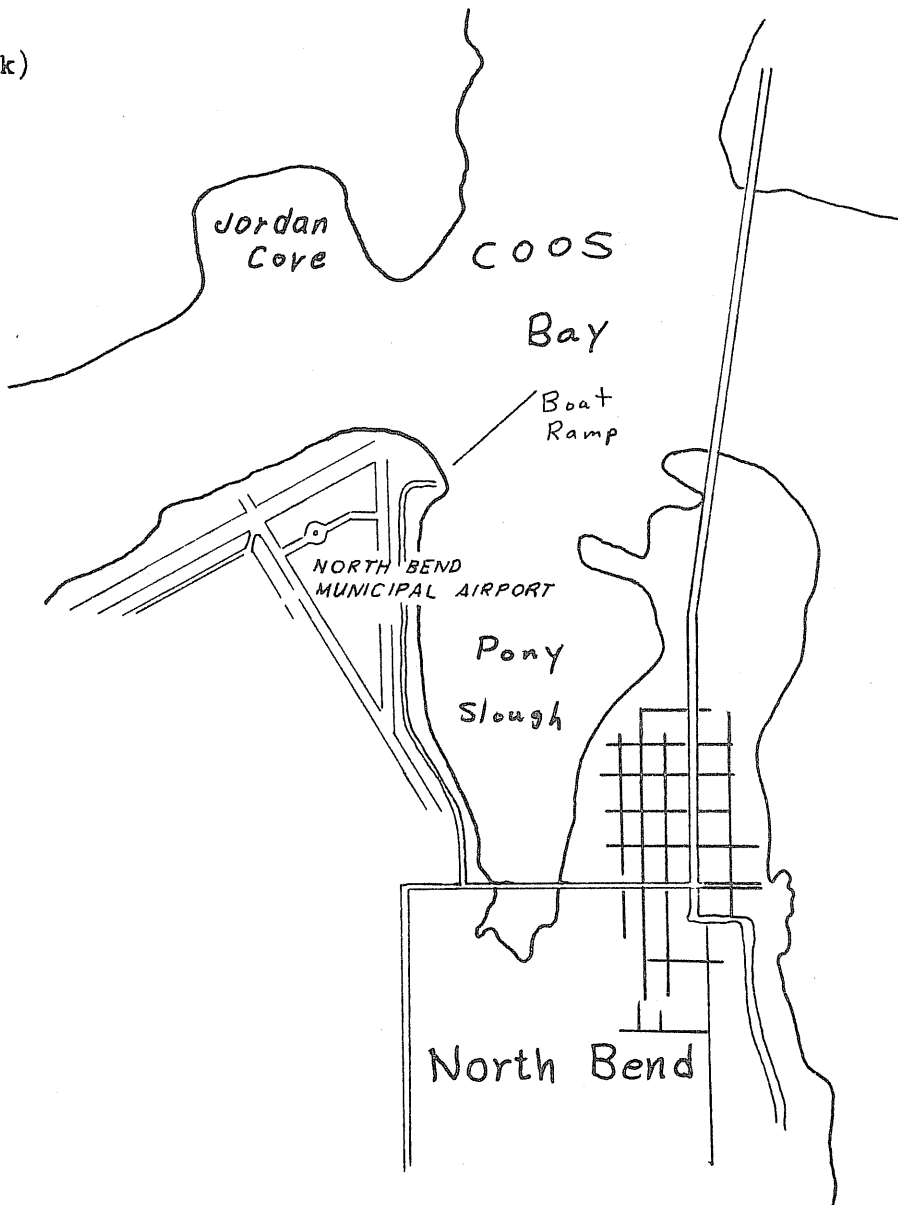 k)
Jordan
Cove
COOS
Bay
Boat
Ramp
NORTH BEND
MUNICIPAL AIRPORT
Pony
Slough
North Bend